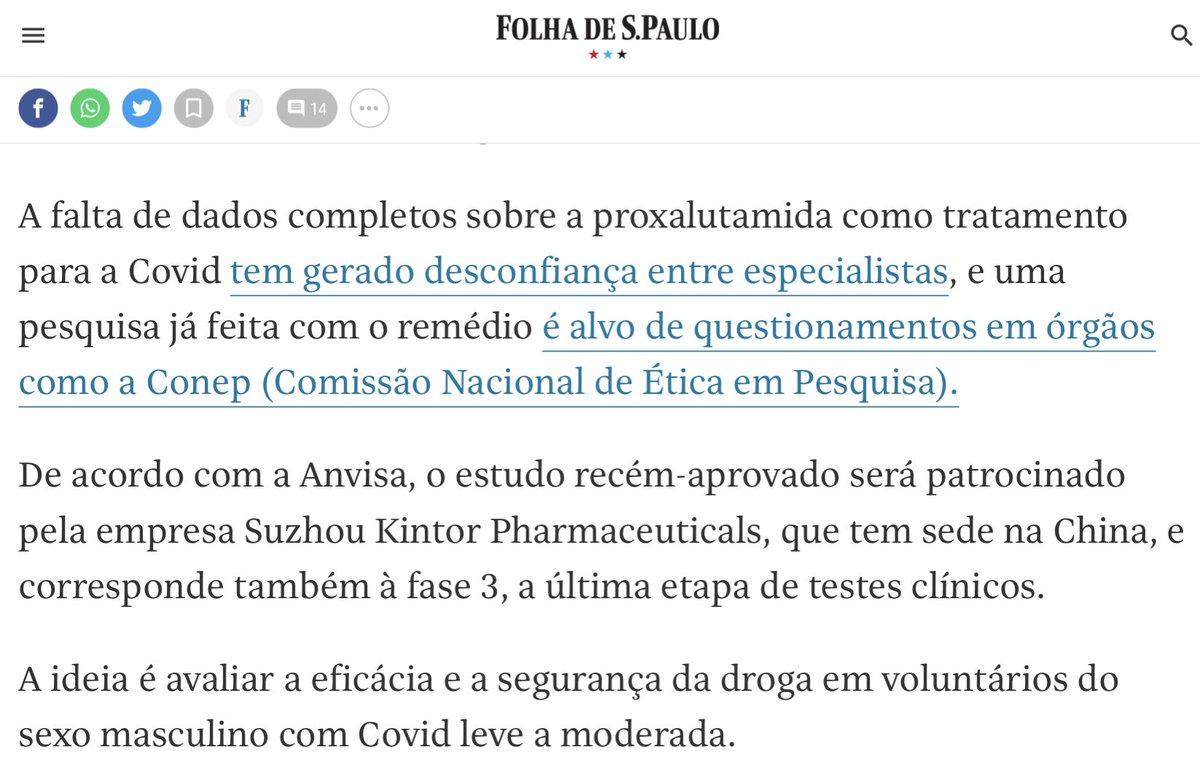 FOLHA DE S.PAULO
14
A falta de dados completos sobre a proxalutamida como tratamento
para a Covid tem gerado desconfiança entre especialistas, e uma
pesquisa já feita com o remédio é alvo de questionamentos em órgãos
como a Conep (Comissão Nacional de Ética em Pesquisa).
De acordo com a Anvisa, o estudo recém-aprovado será patrocinado
pela empresa Suzhou Kintor Pharmaceuticals, que tem sede na China, e
corresponde também à fase 3, a última etapa de testes clínicos.
A ideia é avaliar a eficácia e a segurança da droga em voluntários do
sexo masculino com Covid leve a moderada.